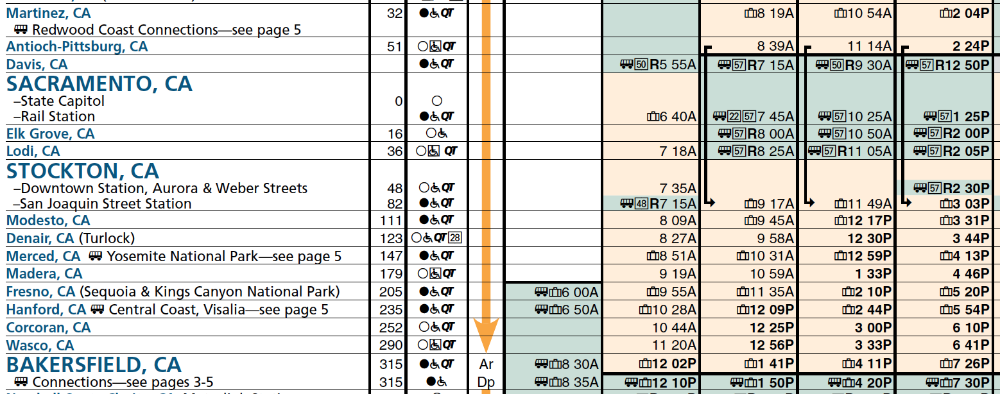 Martinez, CA 32 QT 8 19A 10 54A 2 04P
Redwood Coast Connections—see page 5
Antioch-Pittsburg, CA 51 QT 8 39A 11 14A 2 24P
Davis, CA QT 50 R5 55A 57 R7 15A 50 R9 30A 57 R12 50P
SACRAMENTO, CA
–State Capitol 0
–Rail Station QT 6 40A 22 57 7 45A 57 10 25A 57 1 25P
Elk Grove, CA 16 57 R8 00A 57 10 50A 57 R2 00P
Lodi, CA 36 QT 7 18A 57 R8 25A 57 R11 05A 57 R2 05P
STOCKTON, CA
–Downtown Station, Aurora & Weber Streets 48 QT 7 35A 57 R2 30P
–San Joaquin Street Station 82 QT 48 R7 15A 9 17A 11 49A 3 03P
Modesto, CA 111 QT 8 09A 9 45A 12 17P 3 31P
Denair, CA (Turlock) 123 QT 28 8 27A 9 58A 12 30P 3 44P
Merced, CA Yosemite National Park—see page 5 147 QT 8 51A 10 31A 12 59P 4 13P
Madera, CA 179 QT 9 19A 10 59A 1 33P 4 46P
Fresno, CA (Sequoia & Kings Canyon National Park) 205 QT 6 00A 9 55A 11 35A 2 10P 5 20P
Hanford, CA Central Coast, Visalia—see page 5 235 QT 6 50A 10 28A 12 09P 2 44P 5 54P
Corcoran, CA 252 QT 10 44A 12 25P 3 00P 6 10P
Wasco, CA 290 QT 11 20A 12 56P 3 33P 6 41P
BAKERSFIELD, CA 315 QT Ar 8 30A 12 02P 1 41P 4 11P 7 26P
Connections—see pages 3-5 315 Dp 8 35A 12 10P 1 50P 4 20P 7 30P